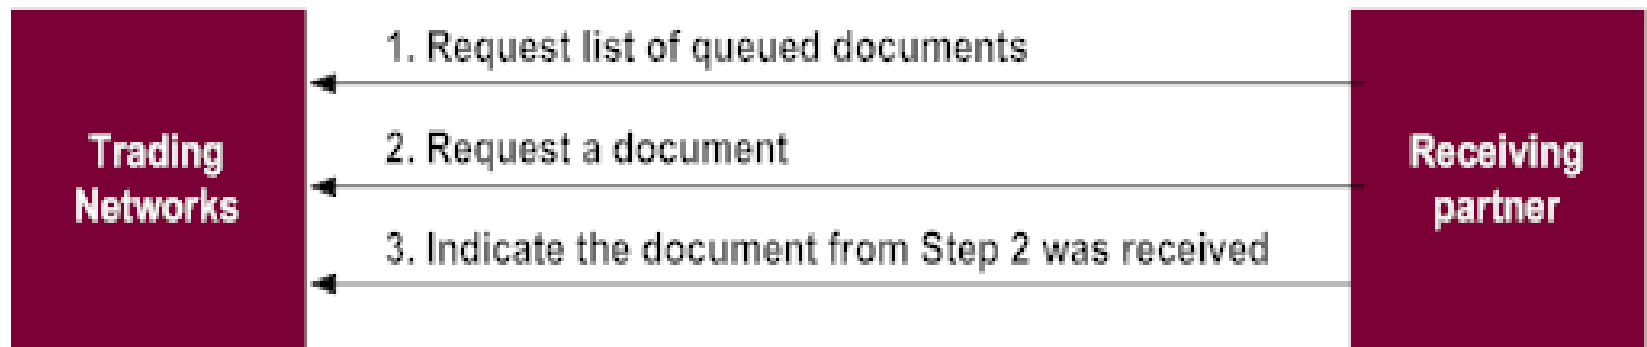 Trading
Networks
1. Request list of queued documents
2. Request a document
3. Indicate the document from Step 2 was received
Receiving
partner